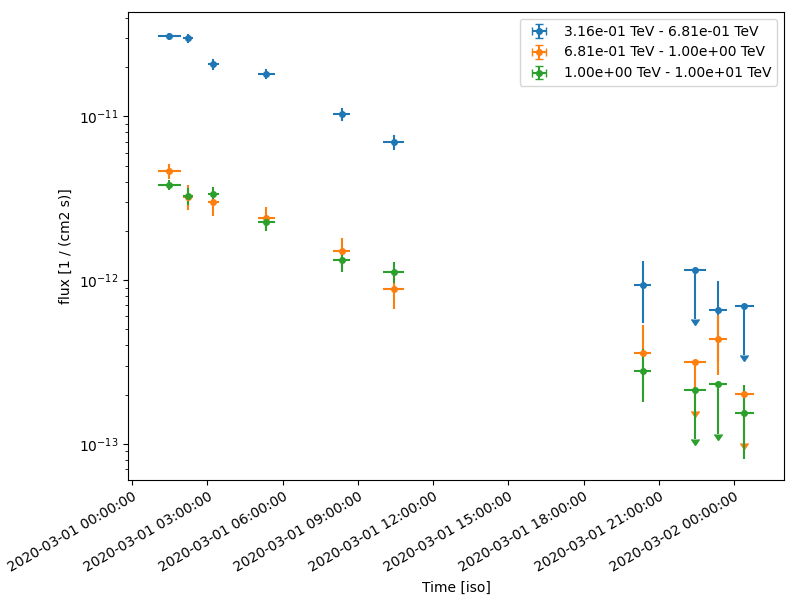 3.16e-01 TeV - 6.81e-01 TeV
6.81e-01 TeV - 1.00e+00 TeV
1.00e+00 TeV - 1.00e+01 TeV
flux [1 / (cm2 s)]
10⁻¹¹
10⁻¹²
10⁻¹³
2020-03-01 00:00:00
2020-03-01 03:00:00
2020-03-01 06:00:00
2020-03-01 09:00:00
2020-03-01 12:00:00
2020-03-01 15:00:00
2020-03-01 18:00:00
2020-03-01 21:00:00
2020-03-02 00:00:00
Time [iso]